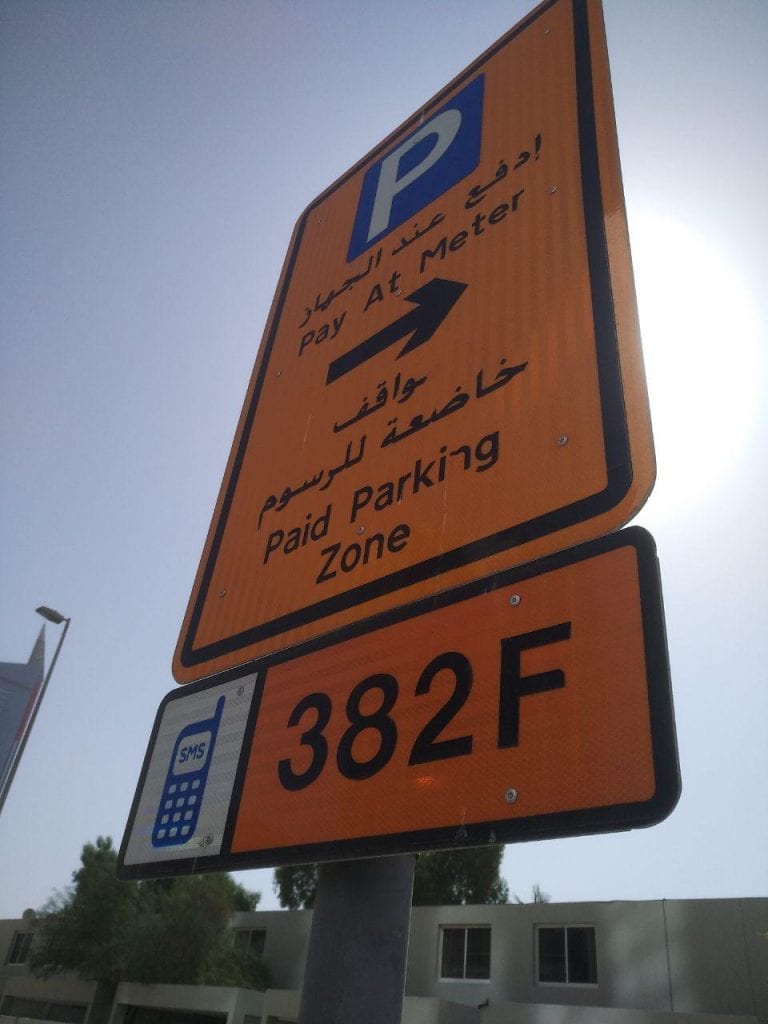 P
إدفع عند الجهاز
Pay At Meter
مواقف
خاضعة للرسوم
Paid Parking
Zone
SMS
382F